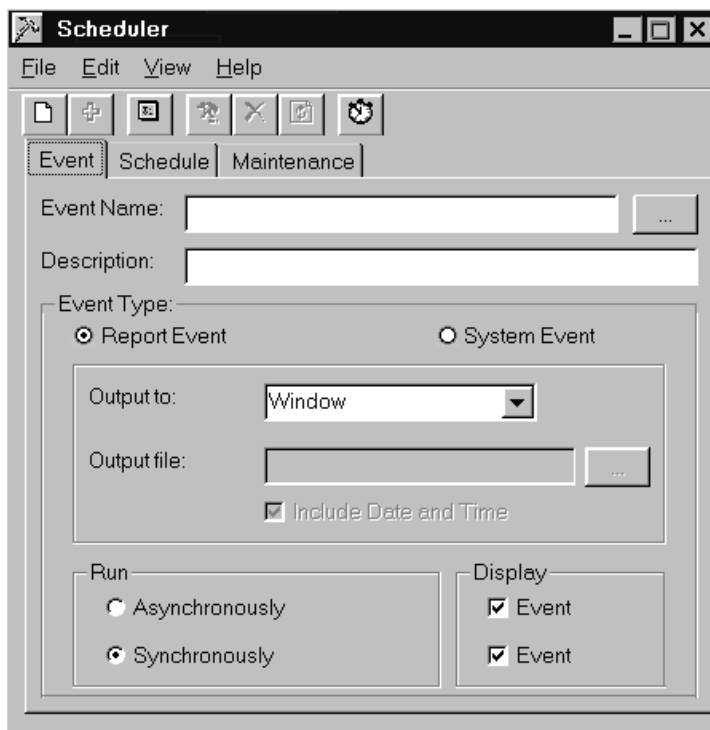 Scheduler
File Edit View Help
Event Schedule Maintenance
Event Name: ...
Description:
Event Type:
Report Event System Event
Output to: Window
Output file: ...
Include Date and Time
Run Display
Asynchronously Event
Synchronously Event